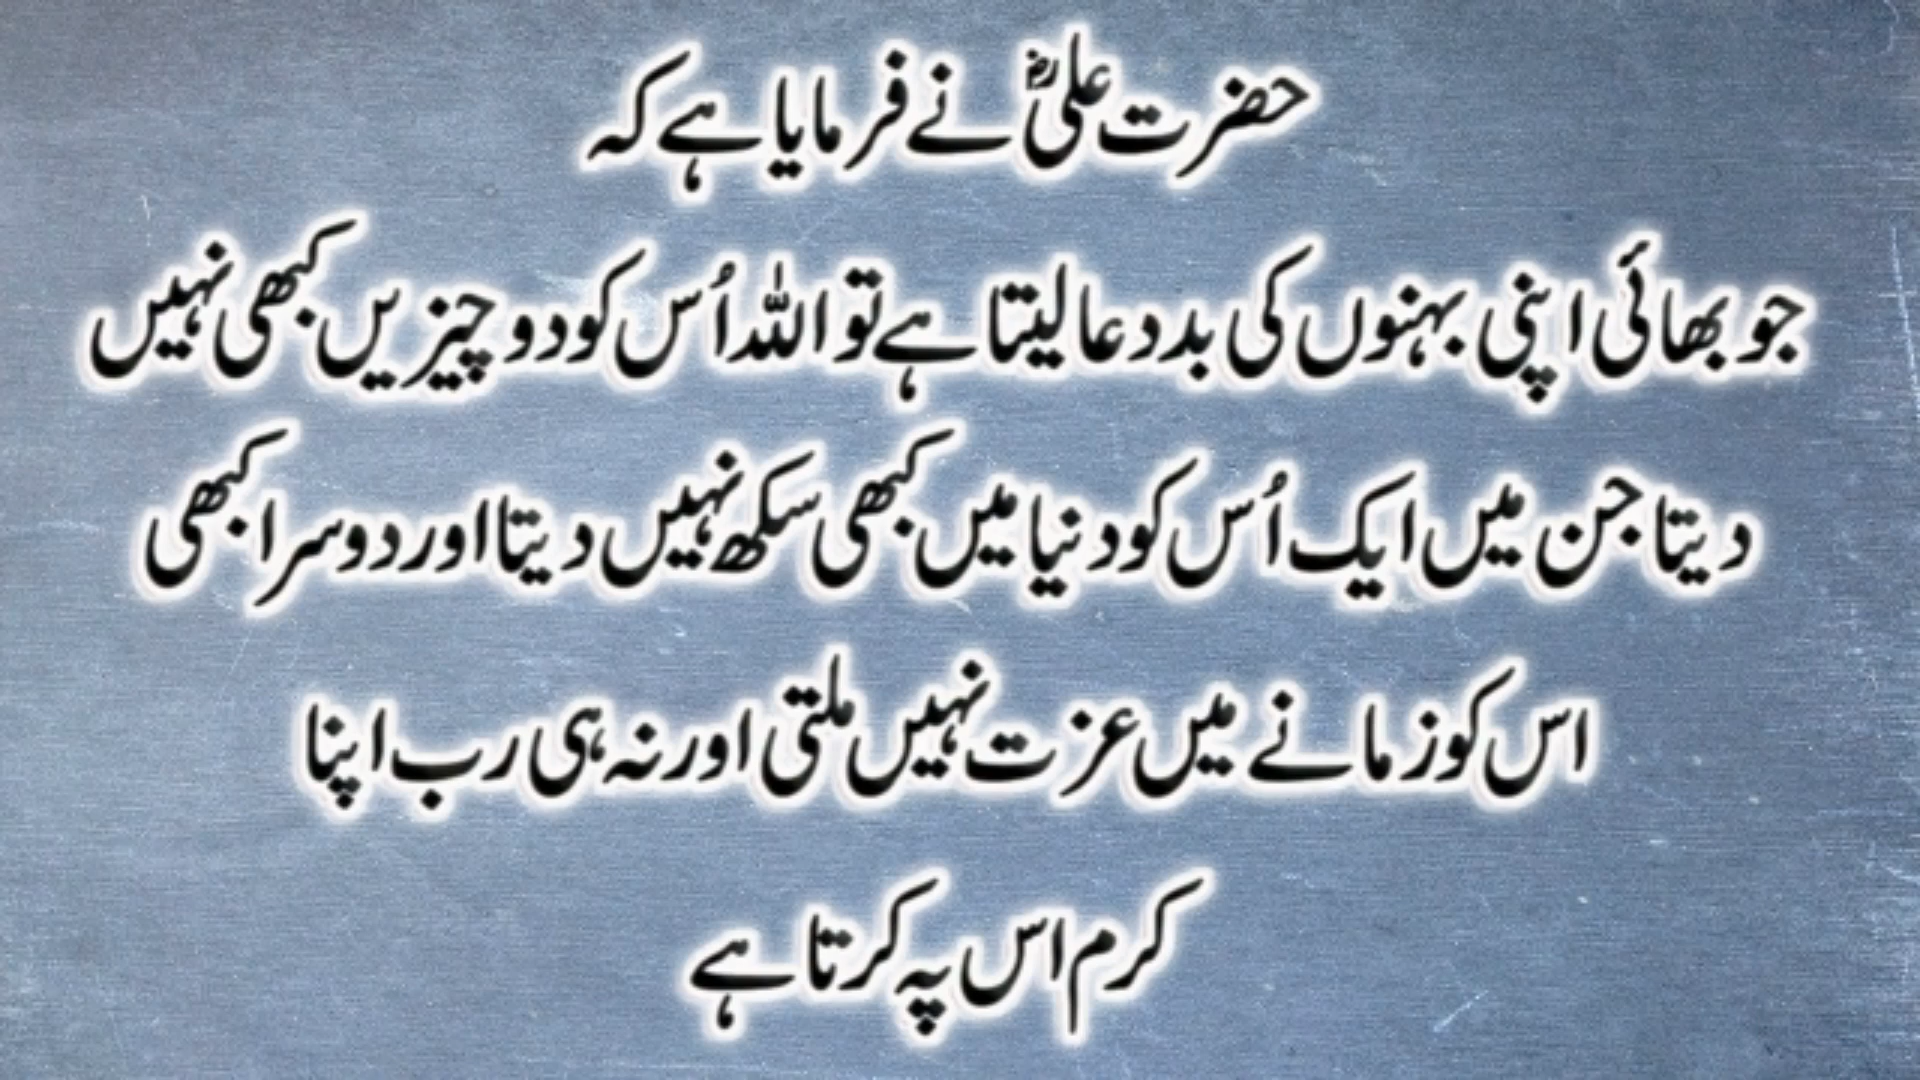 حضرت علیؓ نے فرمایا ہے کہ
جو بھائی اپنی بہنوں کی بددعا لیتا ہے تو اللہ اُس کو دو چیزیں کبھی نہیں
دیتا جن میں ایک اُس کو دنیا میں کبھی سکھ نہیں دیتا اور دوسرا کبھی
اس کو زمانے میں عزت نہیں ملتی اور نہ ہی رب اپنا
کرم اس پہ کرتا ہے